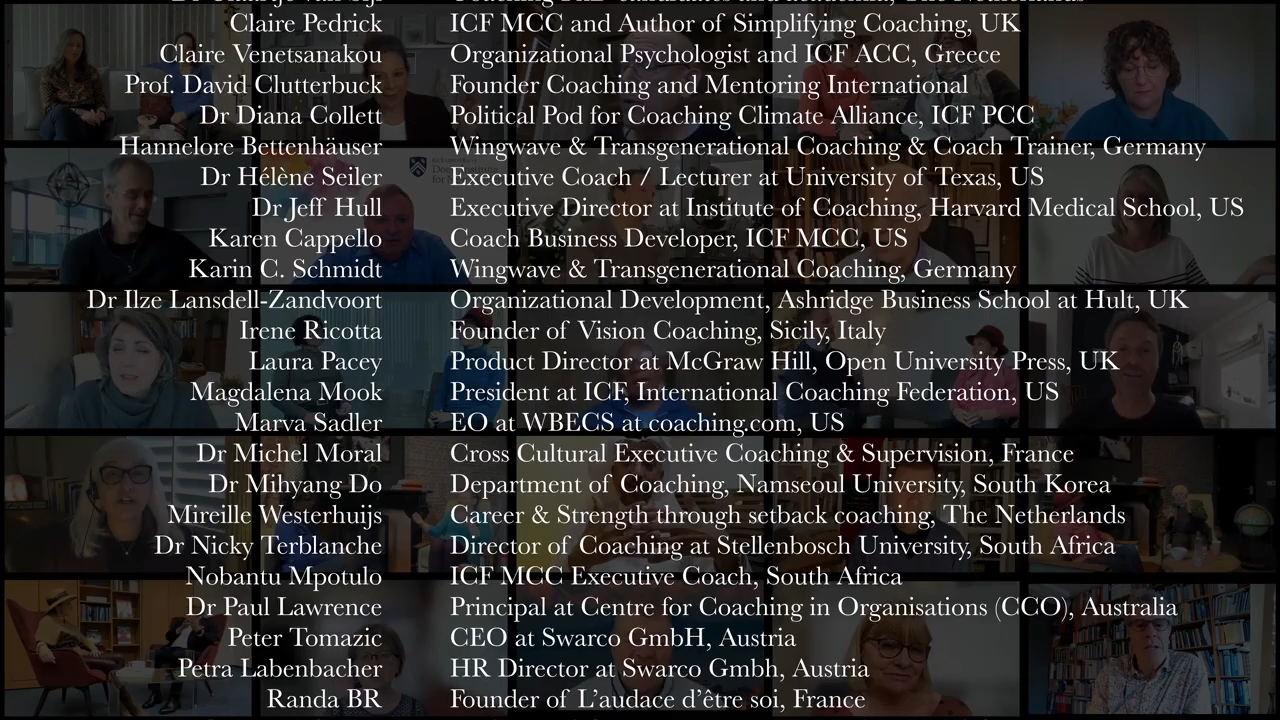 Claire Pedrick ICF MCC and Author of Simplifying Coaching, UK
Claire Venetsanakou Organizational Psychologist and ICF ACC, Greece
Prof. David Clutterbuck Founder Coaching and Mentoring International
Dr Diana Collett Political Pod for Coaching Climate Alliance, ICF PCC
Hannelore Bettenhäuser Wingwave & Transgenerational Coaching & Coach Trainer, Germany
Dr Hélène Seiler Executive Coach / Lecturer at University of Texas, US
Dr Jeff Hull Executive Director at Institute of Coaching, Harvard Medical School, US
Karen Cappello Coach Business Developer, ICF MCC, US
Karin C. Schmidt Wingwave & Transgenerational Coaching, Germany
Dr Ilze Lansdell-Zandvoort Organizational Development, Ashridge Business School at Hult, UK
Irene Ricotta Founder of Vision Coaching, Sicily, Italy
Laura Pacey Product Director at McGraw Hill, Open University Press, UK
Magdalena Mook President at ICF, International Coaching Federation, US
Marva Sadler EO at WBECS at coaching.com, US
Dr Michel Moral Cross Cultural Executive Coaching & Supervision, France
Dr Mihyang Do Department of Coaching, Namseoul University, South Korea
Mireille Westerhuijs Career & Strength through setback coaching, The Netherlands
Dr Nicky Terblanche Director of Coaching at Stellenbosch University, South Africa
Nobantu Mpotulo ICF MCC Executive Coach, South Africa
Dr Paul Lawrence Principal at Centre for Coaching in Organisations (CCO), Australia
Peter Tomazic CEO at Swarco GmbH, Austria
Petra Labenbacher HR Director at Swarco Gmbh, Austria
Randa BR Founder of L'audace d'être soi, France